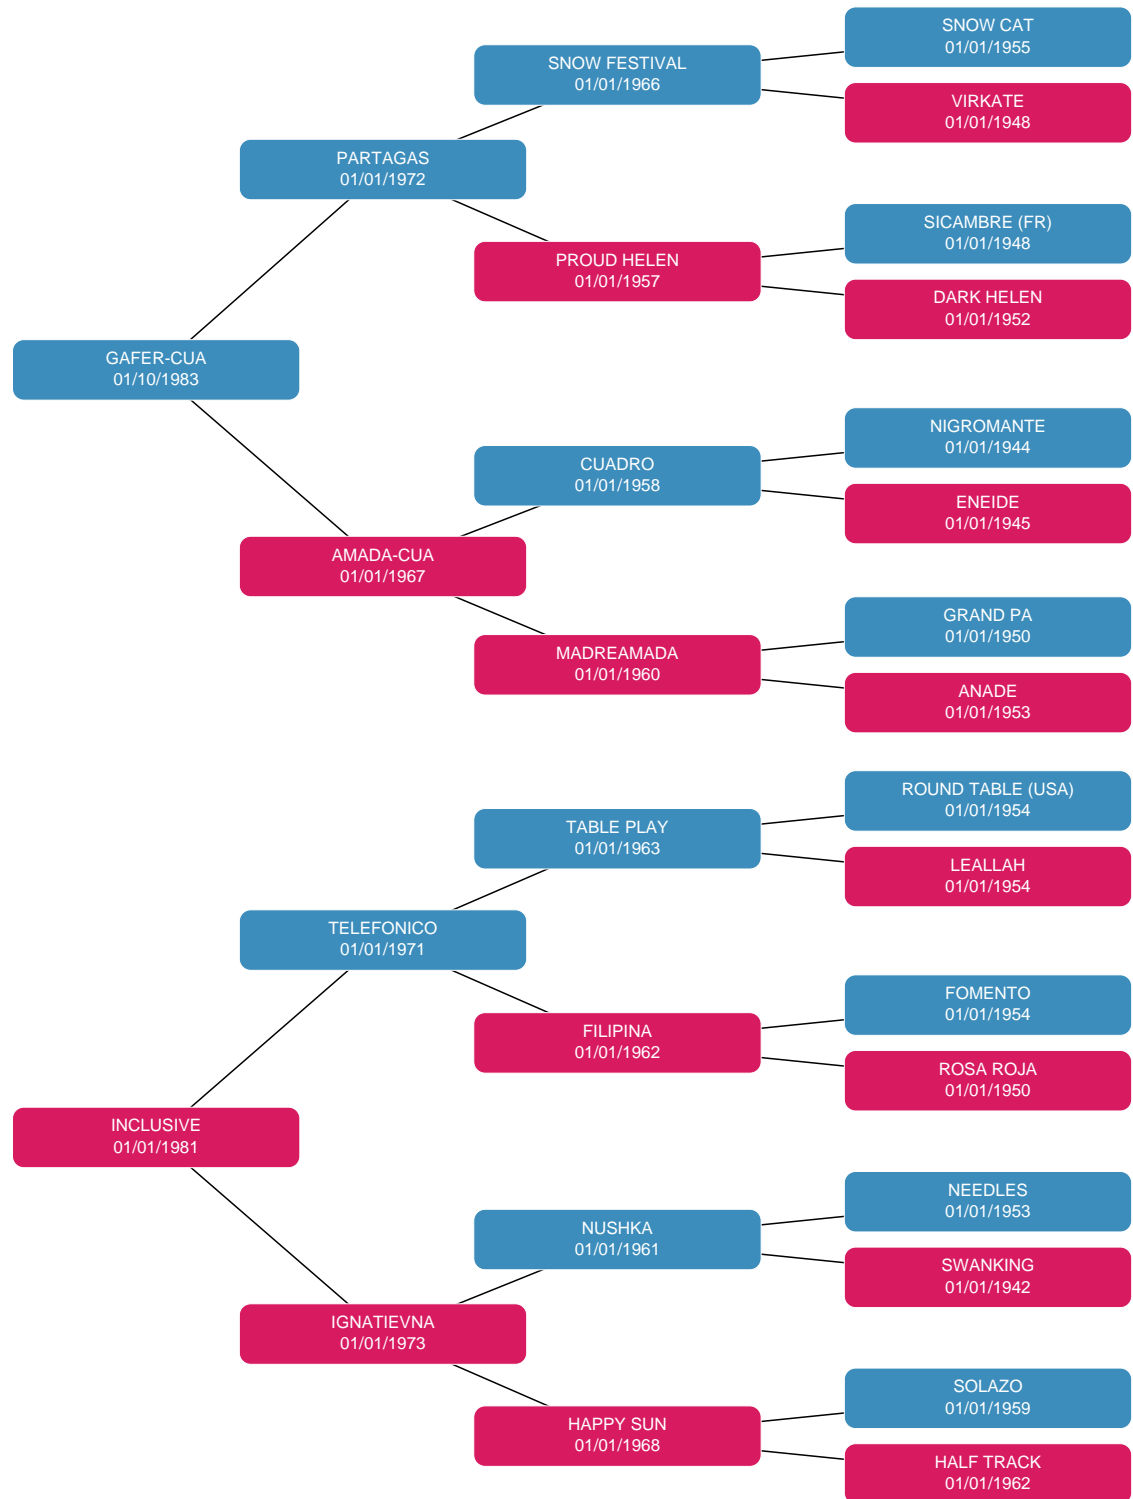 SNOW CAT
01/01/1955
SNOW FESTIVAL
01/01/1966
VIRKATE
01/01/1948
PARTAGAS
01/01/1972
SICAMBRE (FR)
01/01/1948
PROUD HELEN
01/01/1957
DARK HELEN
01/01/1952
GAFER-CUA
01/10/1983
NIGROMANTE
01/01/1944
CUADRO
01/01/1958
ENEIDE
01/01/1945
AMADA-CUA
01/01/1967
GRAND PA
01/01/1950
MADREAMADA
01/01/1960
ANADE
01/01/1953
ROUND TABLE (USA)
01/01/1954
TABLE PLAY
01/01/1963
LEALLAH
01/01/1954
TELEFONICO
01/01/1971
FOMENTO
01/01/1954
FILIPINA
01/01/1962
ROSA ROJA
01/01/1950
INCLUSIVE
01/01/1981
NEEDLES
01/01/1953
NUSHKA
01/01/1961
SWANKING
01/01/1942
IGNATIEVNA
01/01/1973
SOLAZO
01/01/1959
HAPPY SUN
01/01/1968
HALF TRACK
01/01/1962